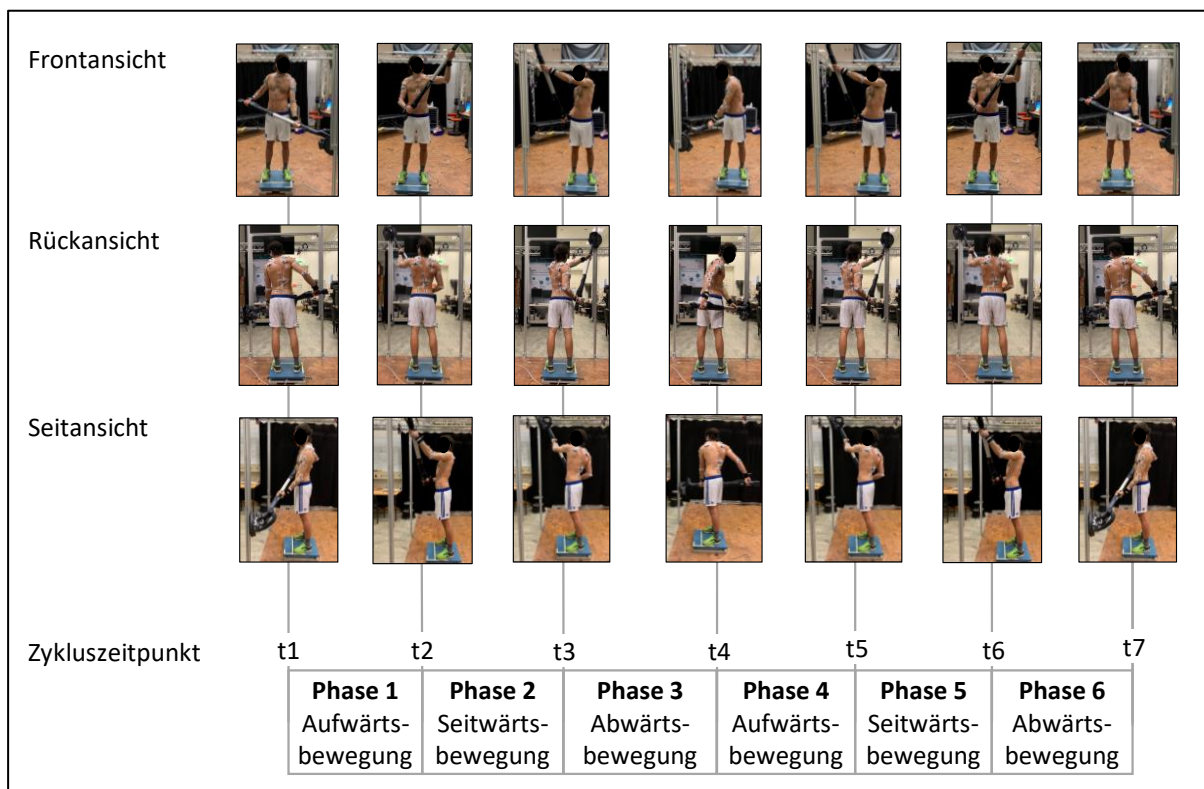 Frontansicht
Rückansicht
Seitansicht
Zykluszeitpunkt
t1 t2 t3 t4 t5 t6 t7
Phase 1 Phase 2 Phase 3 Phase 4 Phase 5 Phase 6
Aufwärts- Seitwärts- Abwärts- Aufwärts- Seitwärts- Abwärts-
bewegung bewegung bewegung bewegung bewegung bewegung